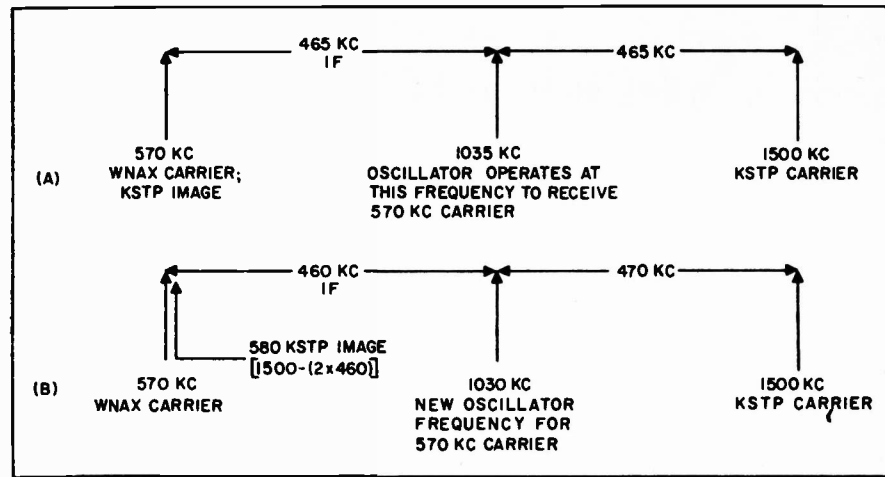 465 KC
IF
465 KC
(A)
570 KC
WNAX CARRIER;
KSTP IMAGE
1035 KC
OSCILLATOR OPERATES AT
THIS FREQUENCY TO RECEIVE
570 KC CARRIER
1500 KC
KSTP CARRIER
460 KC
IF
470 KC
580 KSTP IMAGE
[1500-(2x460)]
(B)
570 KC
WNAX CARRIER
1030 KC
NEW OSCILLATOR
FREQUENCY FOR
570 KC CARRIER
1500 KC
KSTP CARRIER